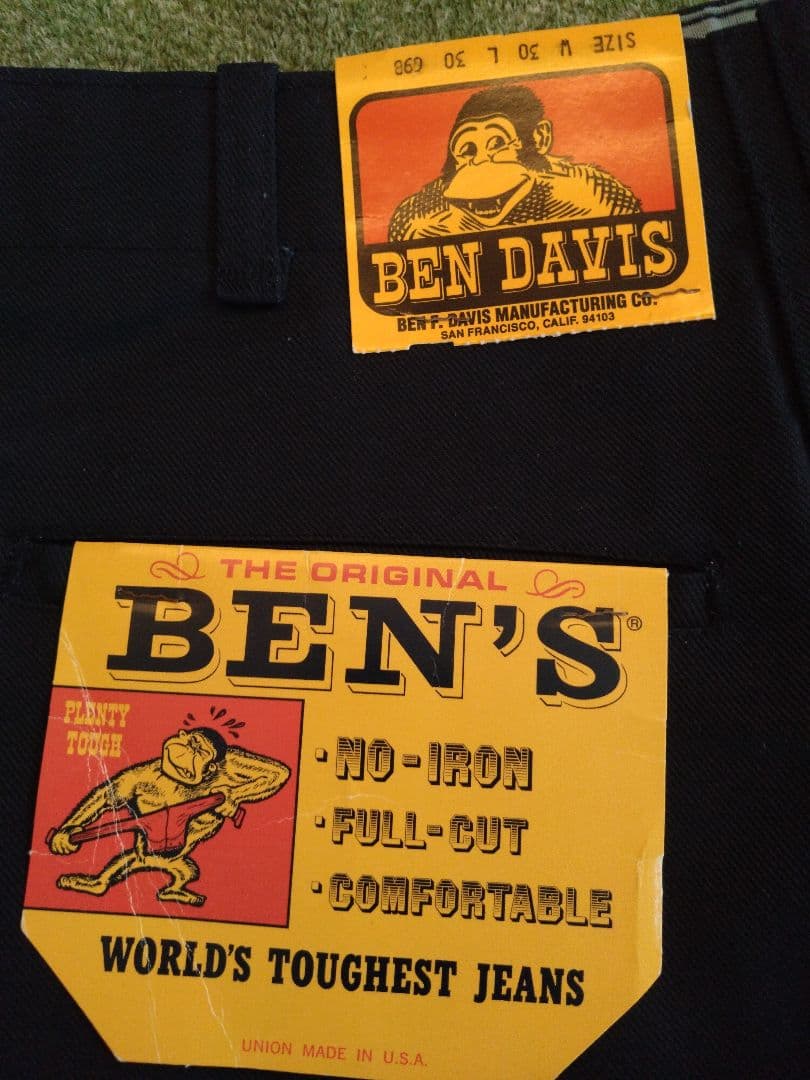 SIZE W 30 L 30 698
BEN DAVIS
BEN F. DAVIS MANUFACTURING CO.
SAN FRANCISCO, CALIF. 94103
THE ORIGINAL
BEN'S®
PLENTY
TOUGH
·NO-IRON
·FULL-CUT
·COMFORTABLE
WORLD'S TOUGHEST JEANS
UNION MADE IN U.S.A.